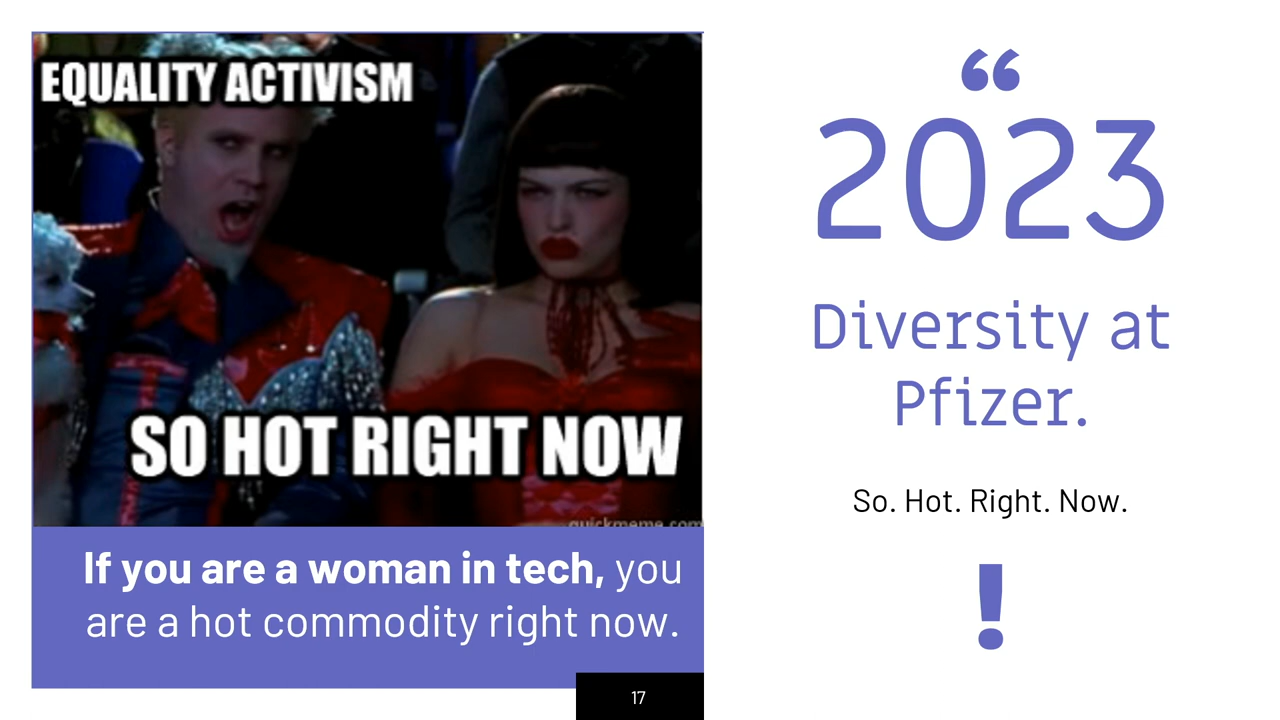 EQUALITY ACTIVISM
SO HOT RIGHT NOW
quickmeme.com
If you are a woman in tech, you
are a hot commodity right now.
17
“
2023
Diversity at
Pfizer.
So. Hot. Right. Now.
!